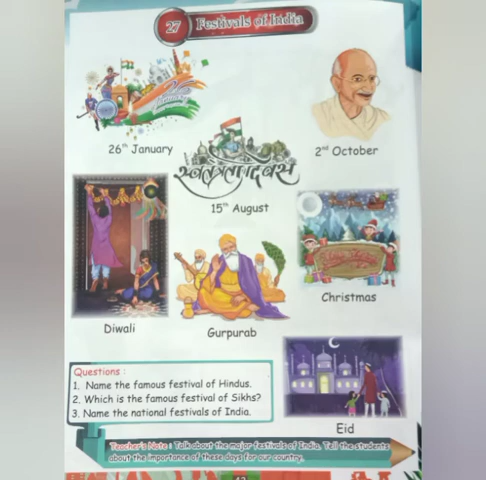 27 Festivals of India
26th January
2nd October
स्वतंत्रता दिवस
15th August
Diwali
Gurpurab
Christmas
Eid
Questions :
1. Name the famous festival of Hindus.
2. Which is the famous festival of Sikhs?
3. Name the national festivals of India.
Teacher's Note : Talk about the major festivals of India. Tell the students
about the importance of these days for our country.